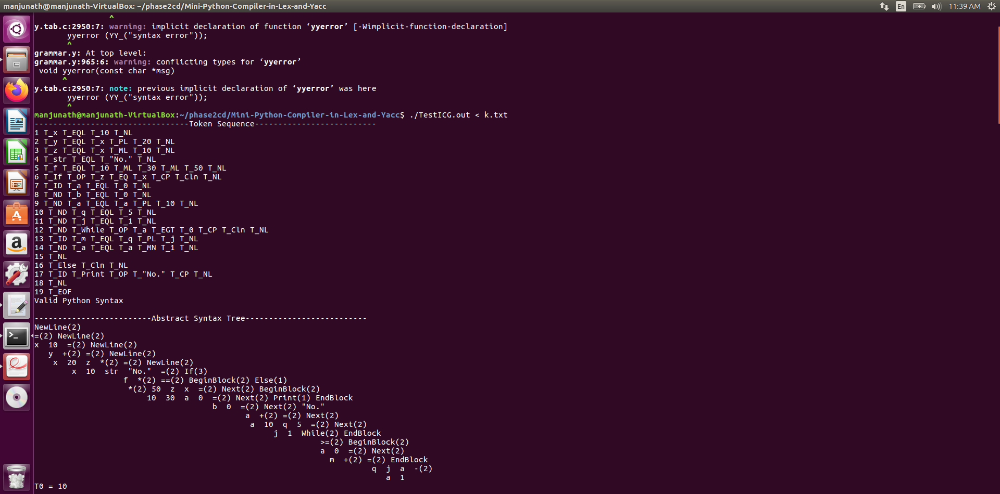 manjunath@manjunath-VirtualBox: ~/phase2cd/Mini-Python-Compiler-in-Lex-and-Yacc
En
11:39 AM
^
y.tab.c:2950:7: warning: implicit declaration of function ‘yyerror’ [-Wimplicit-function-declaration]
yyerror (YY_("syntax error"));
^
grammar.y: At top level:
grammar.y:965:6: warning: conflicting types for ‘yyerror’
void yyerror(const char *msg)
^
y.tab.c:2950:7: note: previous implicit declaration of ‘yyerror’ was here
yyerror (YY_("syntax error"));
^
manjunath@manjunath-VirtualBox:~/phase2cd/Mini-Python-Compiler-in-Lex-and-Yacc$ ./TestICG.out < k.txt
---------------------------------Token Sequence--------------------------
1 T_x T_EQL T_10 T_NL
2 T_y T_EQL T_x T_PL T_20 T_NL
3 T_z T_EQL T_x T_ML T_10 T_NL
4 T_str T_EQL T_"No." T_NL
5 T_f T_EQL T_10 T_ML T_30 T_ML T_50 T_NL
6 T_If T_OP T_z T_EQ T_x T_CP T_Cln T_NL
7 T_ID T_a T_EQL T_0 T_NL
8 T_ND T_b T_EQL T_0 T_NL
9 T_ND T_a T_EQL T_a T_PL T_10 T_NL
10 T_ND T_q T_EQL T_5 T_NL
11 T_ND T_j T_EQL T_1 T_NL
12 T_ND T_While T_OP T_a T_EGT T_0 T_CP T_Cln T_NL
13 T_ID T_m T_EQL T_q T_PL T_j T_NL
14 T_ND T_a T_EQL T_a T_MN T_1 T_NL
15 T_NL
16 T_Else T_Cln T_NL
17 T_ID T_Print T_OP T_"No." T_CP T_NL
18 T_NL
19 T_EOF
Valid Python Syntax
-------------------------Abstract Syntax Tree--------------------------
NewLine(2)
=(2) NewLine(2)
x  10  =(2) NewLine(2)
y  +(2) =(2) NewLine(2)
x  20  z  *(2) =(2) NewLine(2)
x  10  str  "No."  =(2) If(3)
f  *(2) ==(2) BeginBlock(2) Else(1)
*(2) 50  z  x  =(2) Next(2) BeginBlock(2)
10  30  a  0  =(2) Next(2) Print(1) EndBlock
b  0  =(2) Next(2) "No."
a  +(2) =(2) Next(2)
a  10  q  5  =(2) Next(2)
j  1  While(2) EndBlock
>=(2) BeginBlock(2)
a  0  =(2) Next(2)
m  +(2) =(2) EndBlock
q  j  a  -(2)
a  1
T0 = 10